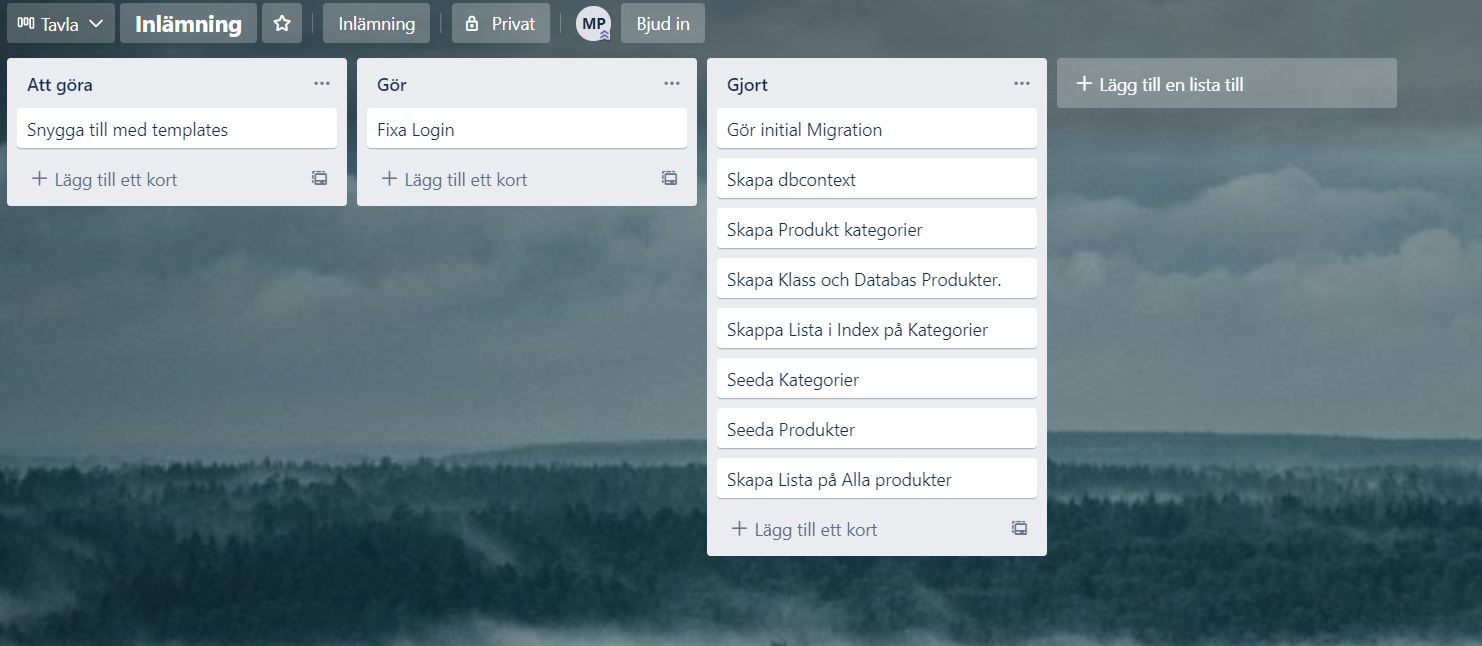 Tavla
Inlämning
Inlämning
Privat
MP
Bjud in
Att göra
Snygga till med templates
Lägg till ett kort
Gör
Fixa Login
Lägg till ett kort
Gjort
Gör initial Migration
Skapa dbcontext
Skapa Produkt kategorier
Skapa Klass och Databas Produkter.
Skappa Lista i Index på Kategorier
Seeda Kategorier
Seeda Produkter
Skapa Lista på Alla produkter
Lägg till ett kort
Lägg till en lista till